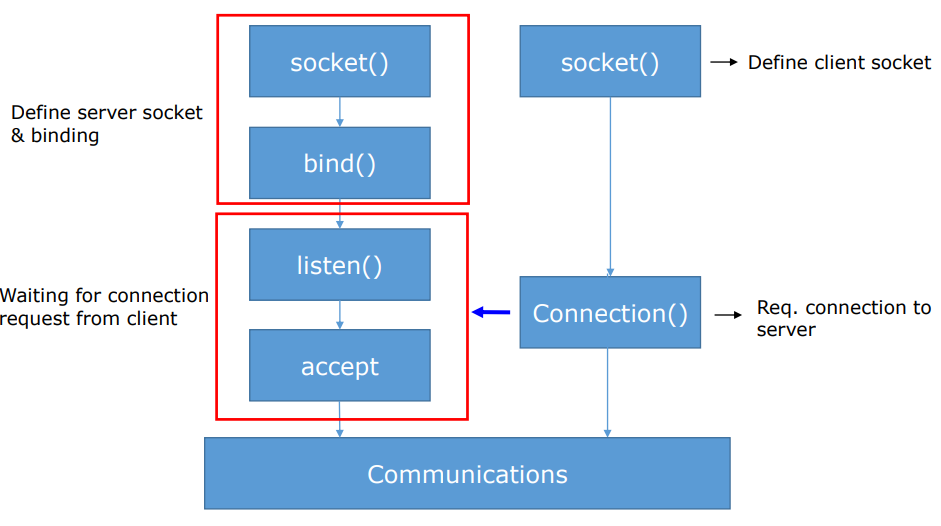 socket()
socket()
Define client socket
Define server socket
& binding
bind()
listen()
Waiting for connection
request from client
Connection()
Req. connection to
server
accept
Communications